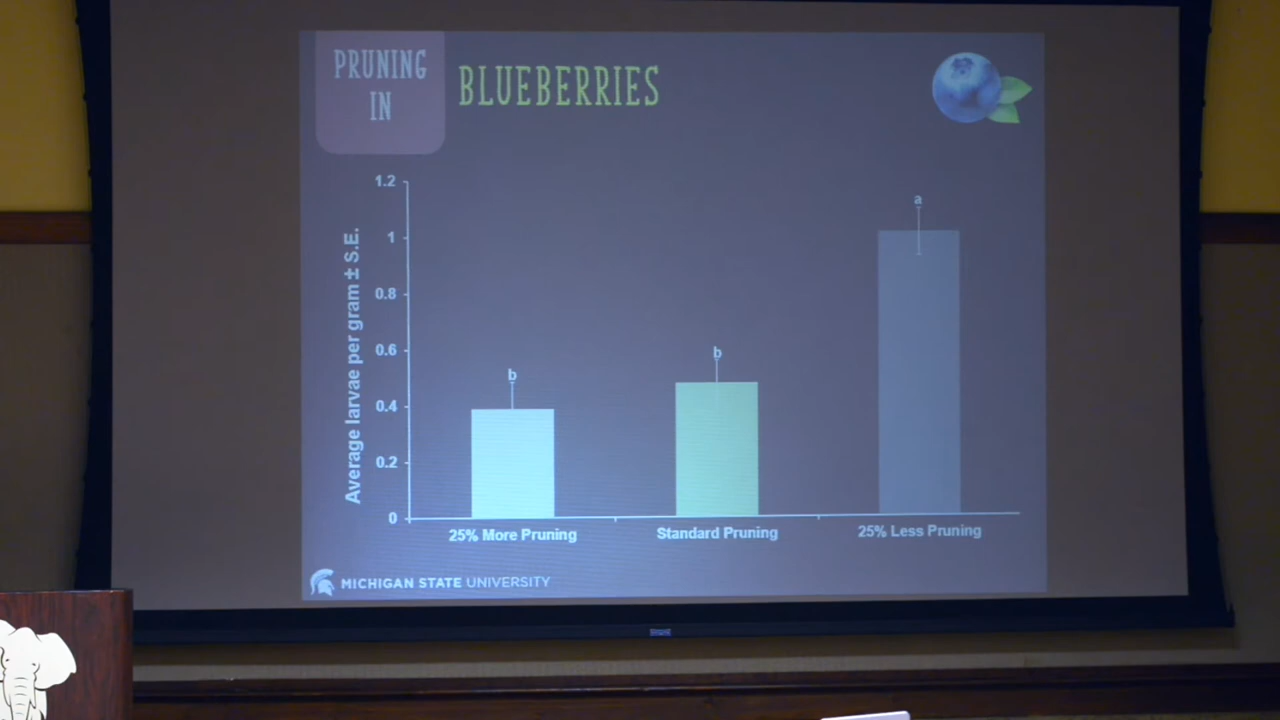 PRUNING
IN
BLUEBERRIES
Average larvae per gram ± S.E.
1.2
1
0.8
0.6
0.4
0.2
0
b
b
a
25% More Pruning
Standard Pruning
25% Less Pruning
MICHIGAN STATE UNIVERSITY